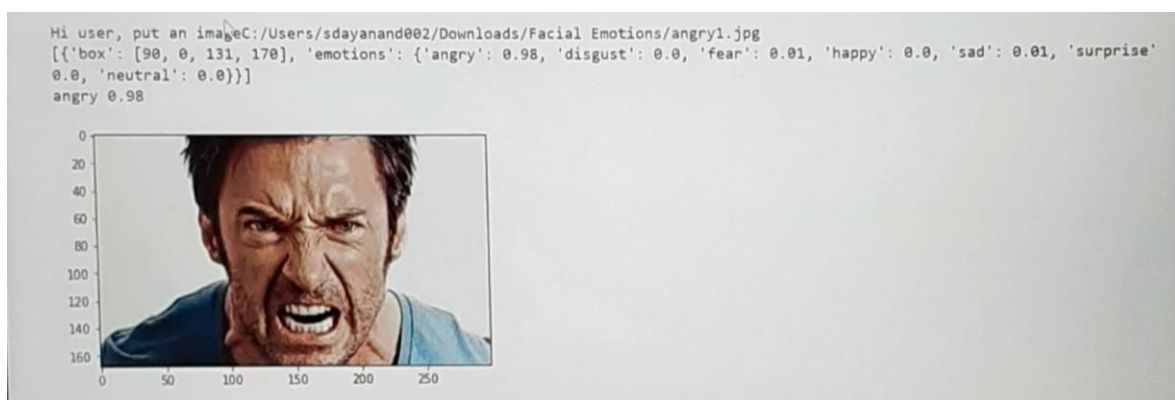 Hi user, put an imageC:/Users/sdayanand002/Downloads/Facial Emotions/angry1.jpg
[{'box': [90, 0, 131, 170], 'emotions': {'angry': 0.98, 'disgust': 0.0, 'fear': 0.01, 'happy': 0.0, 'sad': 0.01, 'surprise'
0.0, 'neutral': 0.0}}]
angry 0.98
0
20
40
60
80
100
120
140
160
0 50 100 150 200 250